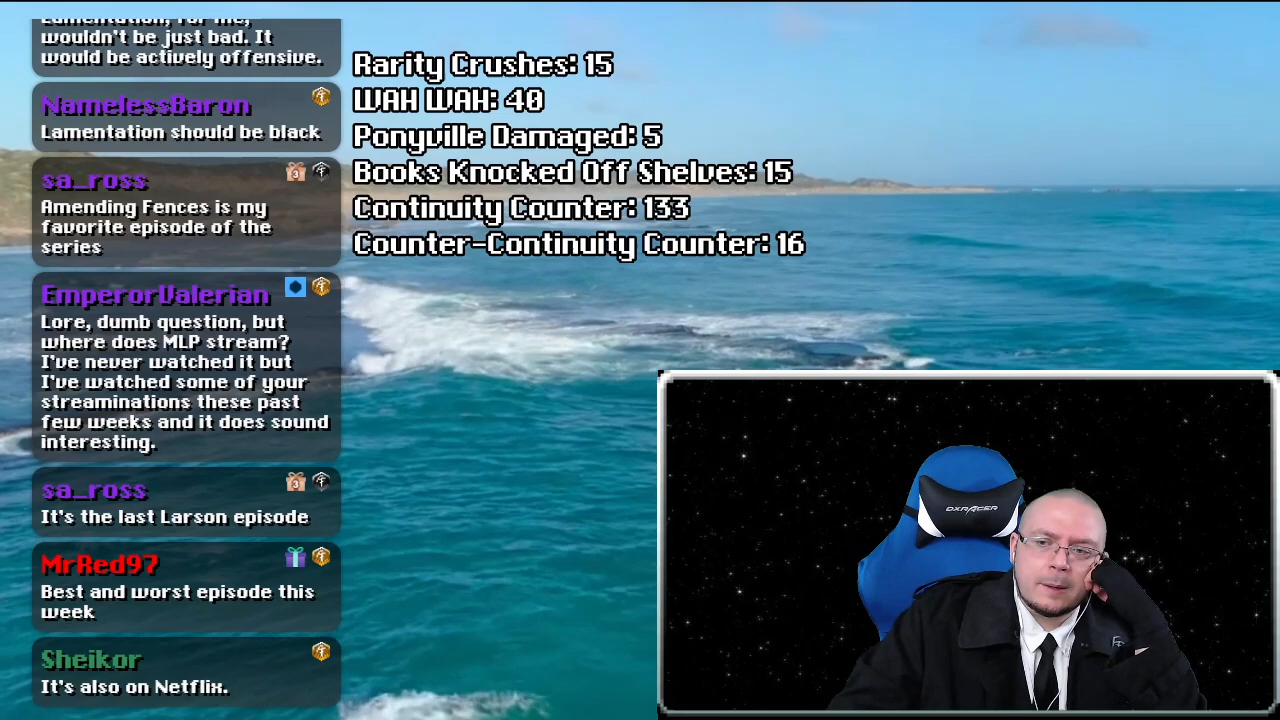 Lamentation, for me,
wouldn't be just bad. It
would be actively offensive.
NamelessBaron
Lamentation should be black
sa_ross
Amending Fences is my
favorite episode of the
series
EmperorValerian
Lore, dumb question, but
where does MLP stream?
I've never watched it but
I've watched some of your
streaminations these past
few weeks and it does sound
interesting.
sa_ross
It's the last Larson episode
MrRed97
Best and worst episode this
week
Sheikor
It's also on Netflix.
Rarity Crushes: 15
WAH WAH: 40
Ponyville Damaged: 5
Books Knocked Off Shelves: 15
Continuity Counter: 133
Counter-Continuity Counter: 16
DXRACER